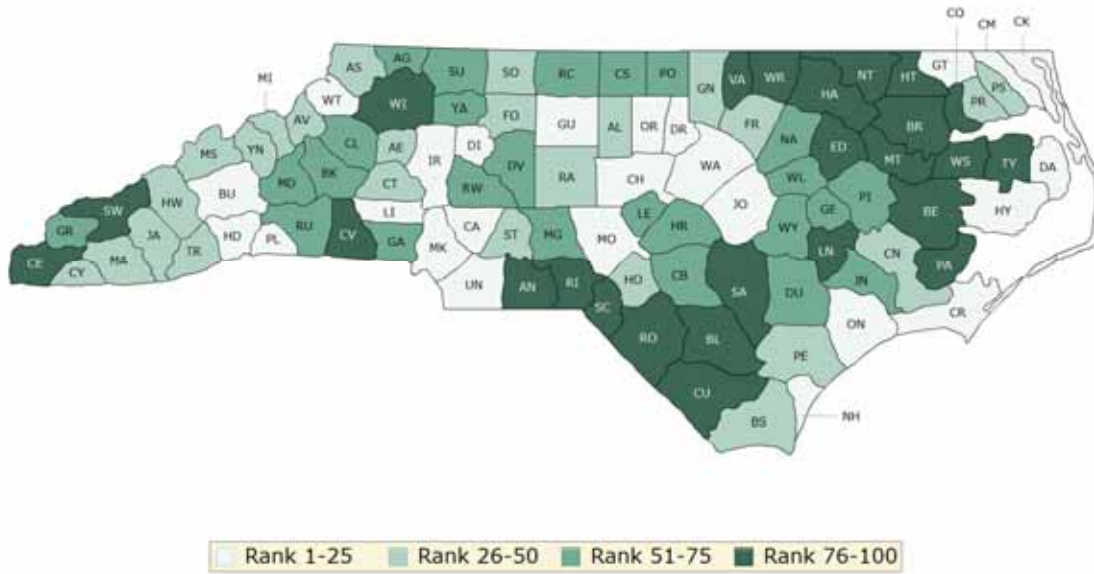 CO
CM
CK
MI
AS AG SU SO RC CS PO GN VA WR NT HT GT
WT WI YA FO HA PR PS
AV GU AL OR DR FR BR
MS YN CL AE IR DI DV NA ED
MD BK CT RW RA CH WA MT WS TY DA
HW BU LI WL
SW JA RU CV GA CA ST MG MO LE HR JO WY GE PI BE HY
GR HD PL MK
CE CY MA TR LN CN PA
UN AN RI HO CB SA DU JN
SC ON CR
RO BL PE
CU BS NH
Rank 1-25 Rank 26-50 Rank 51-75 Rank 76-100